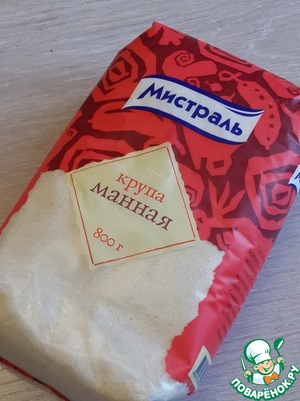 Мистраль
крупа
манная
800 г
ПОВАРЁНОК.РУ